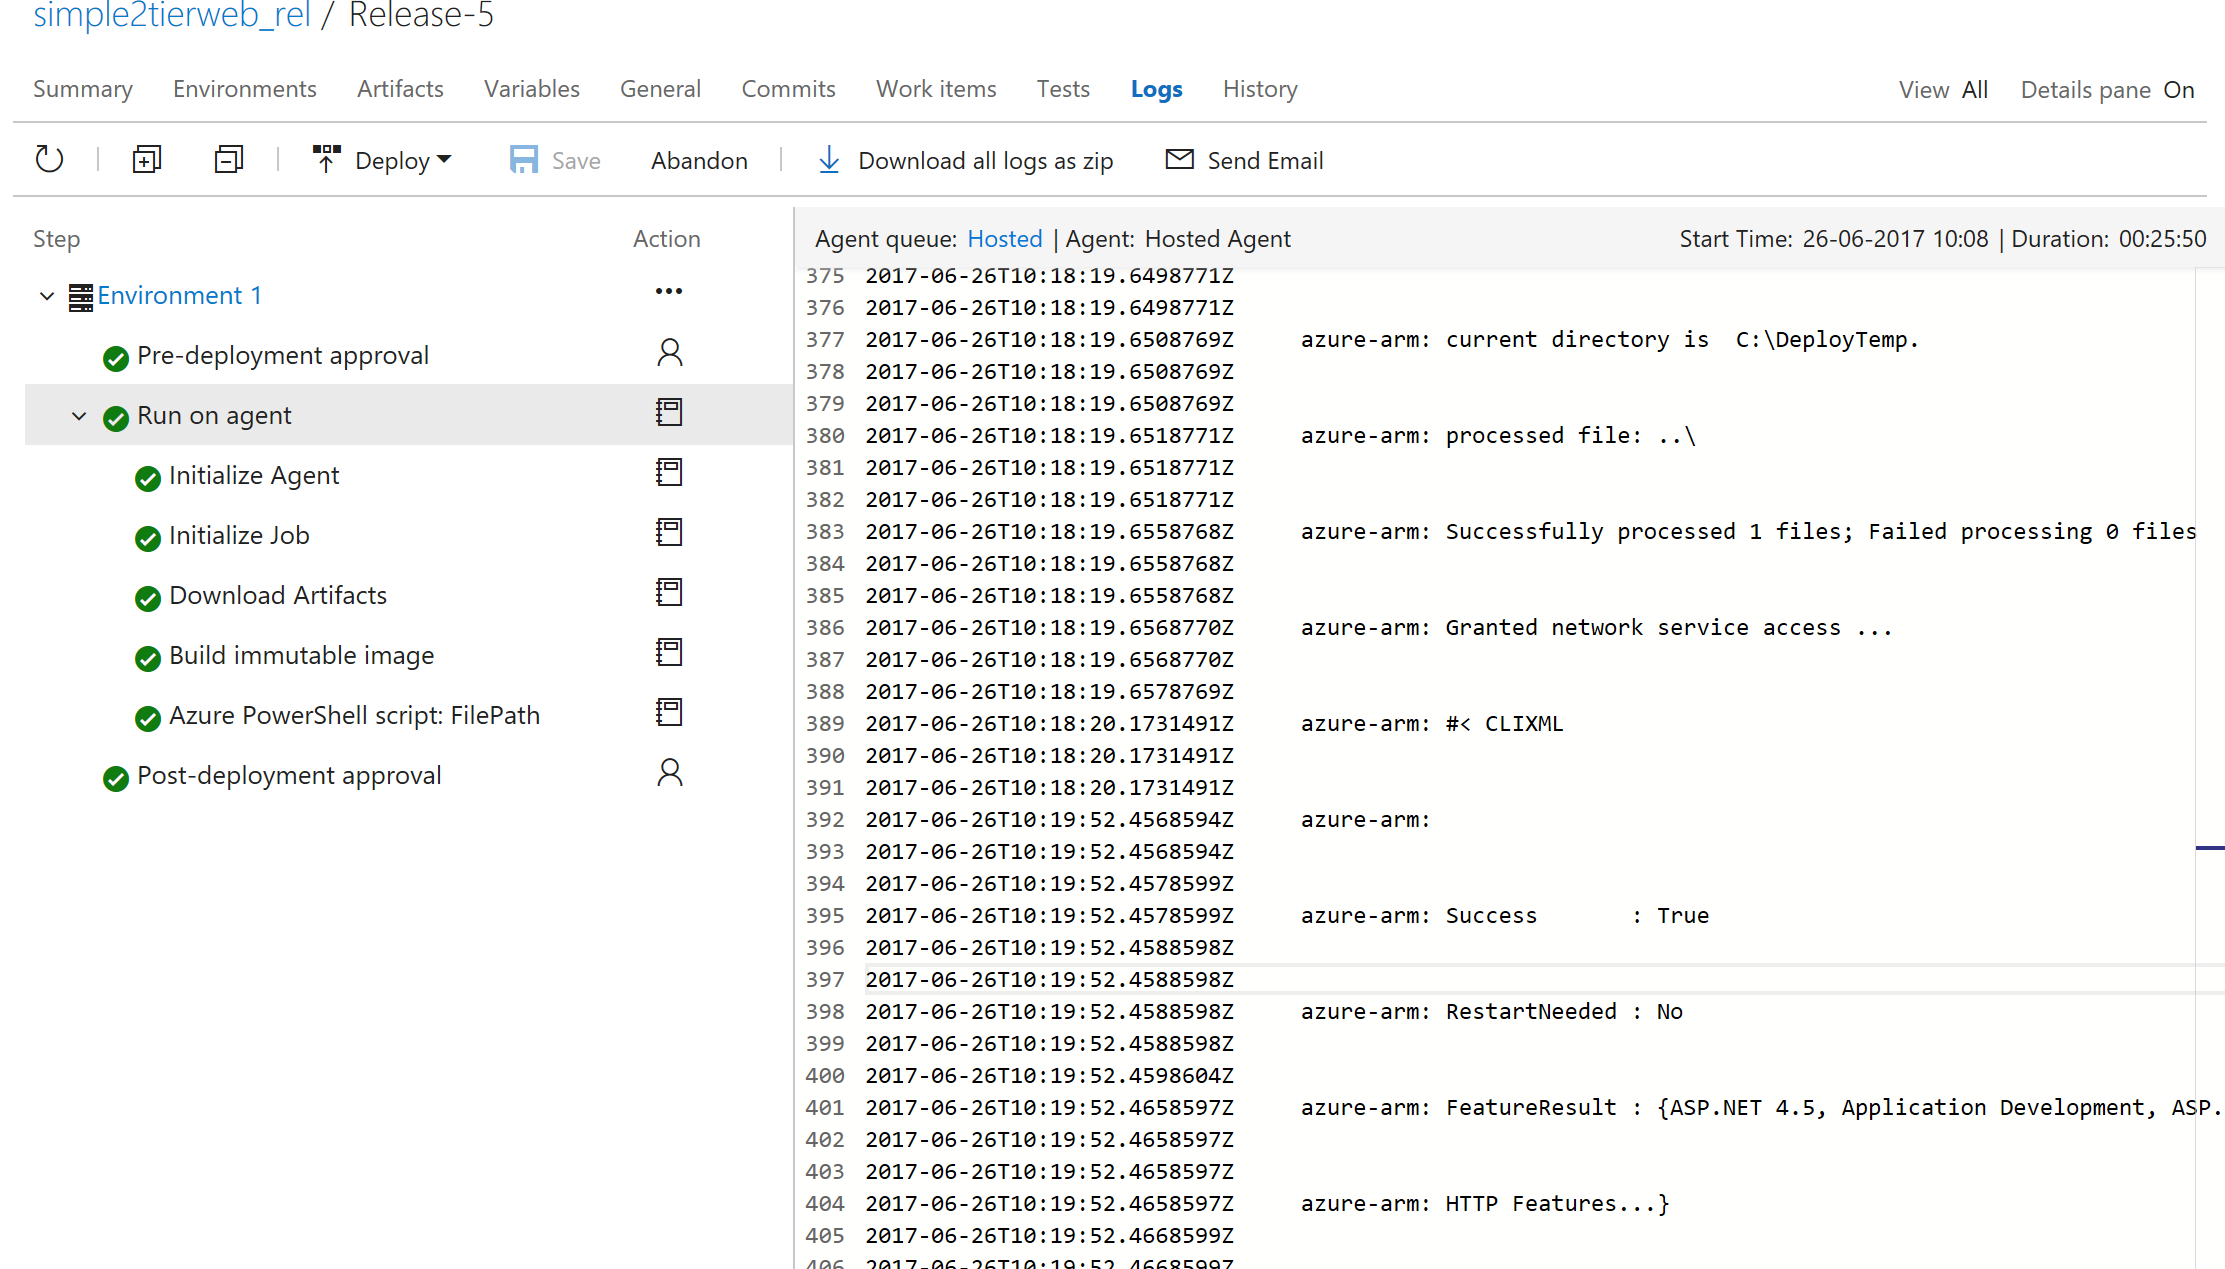 simple2tierweb_rel / Release-5
Summary Environments Artifacts Variables General Commits Work items Tests Logs History View All Details pane On
Deploy Save Abandon Download all logs as zip Send Email
Step Action
Environment 1
Pre-deployment approval
Run on agent
Initialize Agent
Initialize Job
Download Artifacts
Build immutable image
Azure PowerShell script: FilePath
Post-deployment approval
Agent queue: Hosted | Agent: Hosted Agent Start Time: 26-06-2017 10:08 | Duration: 00:25:50
375 2017-06-26T10:18:19.6498771Z
376 2017-06-26T10:18:19.6498771Z
377 2017-06-26T10:18:19.6508769Z azure-arm: current directory is  C:\DeployTemp.
378 2017-06-26T10:18:19.6508769Z
379 2017-06-26T10:18:19.6508769Z
380 2017-06-26T10:18:19.6518771Z azure-arm: processed file: ..\
381 2017-06-26T10:18:19.6518771Z
382 2017-06-26T10:18:19.6518771Z
383 2017-06-26T10:18:19.6558768Z azure-arm: Successfully processed 1 files; Failed processing 0 files
384 2017-06-26T10:18:19.6558768Z
385 2017-06-26T10:18:19.6558768Z
386 2017-06-26T10:18:19.6568770Z azure-arm: Granted network service access ...
387 2017-06-26T10:18:19.6568770Z
388 2017-06-26T10:18:19.6578769Z
389 2017-06-26T10:18:20.1731491Z azure-arm: #< CLIXML
390 2017-06-26T10:18:20.1731491Z
391 2017-06-26T10:18:20.1731491Z
392 2017-06-26T10:19:52.4568594Z azure-arm:
393 2017-06-26T10:19:52.4568594Z
394 2017-06-26T10:19:52.4578599Z
395 2017-06-26T10:19:52.4578599Z azure-arm: Success : True
396 2017-06-26T10:19:52.4588598Z
397 2017-06-26T10:19:52.4588598Z
398 2017-06-26T10:19:52.4588598Z azure-arm: RestartNeeded : No
399 2017-06-26T10:19:52.4588598Z
400 2017-06-26T10:19:52.4598604Z
401 2017-06-26T10:19:52.4658597Z azure-arm: FeatureResult : {ASP.NET 4.5, Application Development, ASP.
402 2017-06-26T10:19:52.4658597Z
403 2017-06-26T10:19:52.4658597Z
404 2017-06-26T10:19:52.4658597Z azure-arm: HTTP Features...}
405 2017-06-26T10:19:52.4668599Z
406 2017-06-26T10:19:52.4668599Z